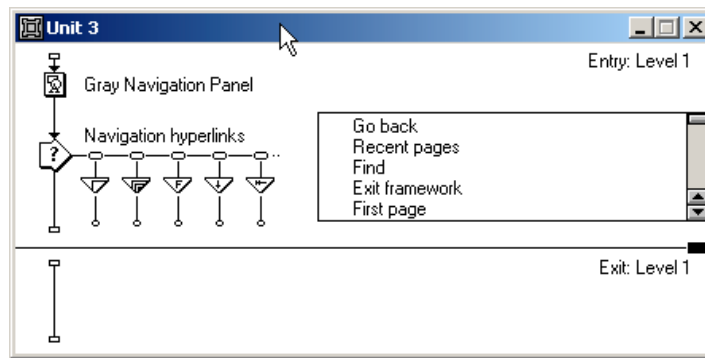 Unit 3
Entry: Level 1
Gray Navigation Panel
?
Navigation hyperlinks
F
Go back
Recent pages
Find
Exit framework
First page
Exit: Level 1